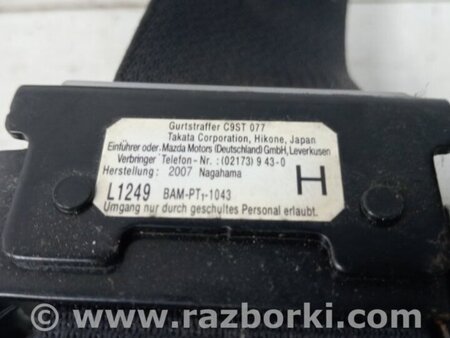 Gurtstraffer C9ST 077
Takata Corporation, Hikone, Japan
Einführer oder Mazda Motors (Deutschland) GmbH, Leverkusen
Verbringer Telefon-Nr.: (02173) 9 43-0
Herstellung: 2007 Nagahama
L1249 BAM-PT₁-1043 H
Umgang nur durch geschultes Personal erlaubt.
© www.razborki.com